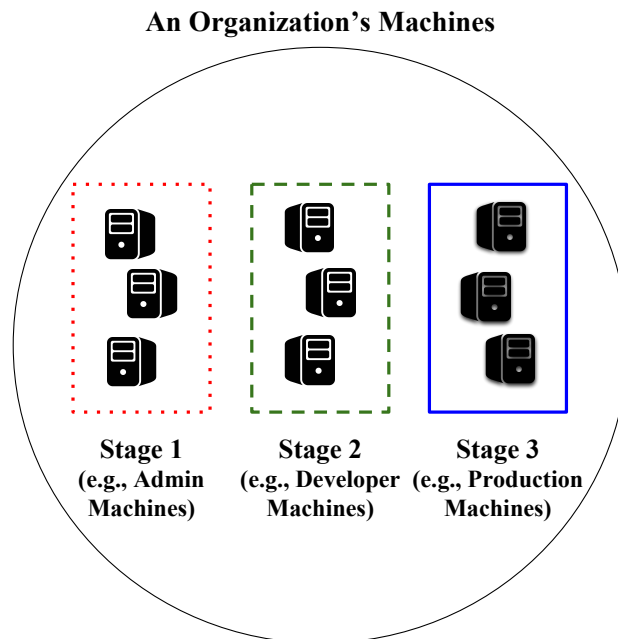 An Organization's Machines
Stage 1
(e.g., Admin
Machines)
Stage 2
(e.g., Developer
Machines)
Stage 3
(e.g., Production
Machines)